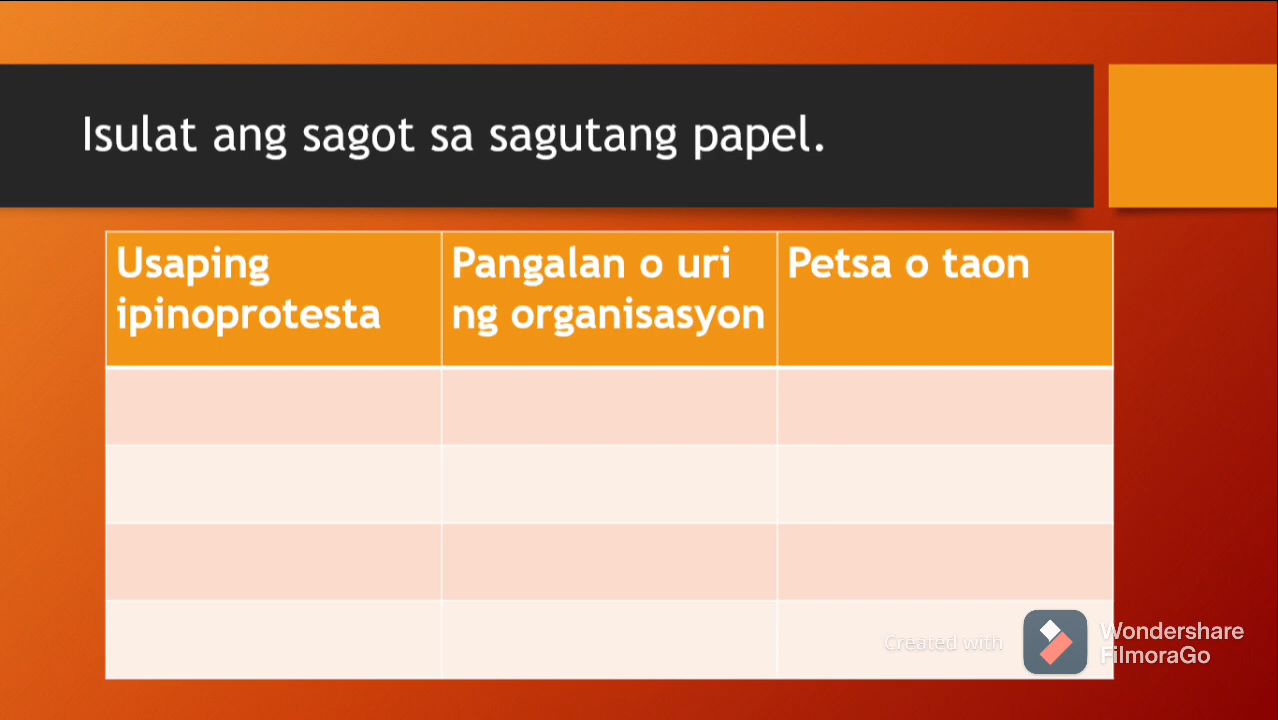 Isulat ang sagot sa sagutang papel.
Usaping
ipinoprotesta
Pangalan o uri
ng organisasyon
Petsa o taon
Created with
Wondershare
FilmoraGo